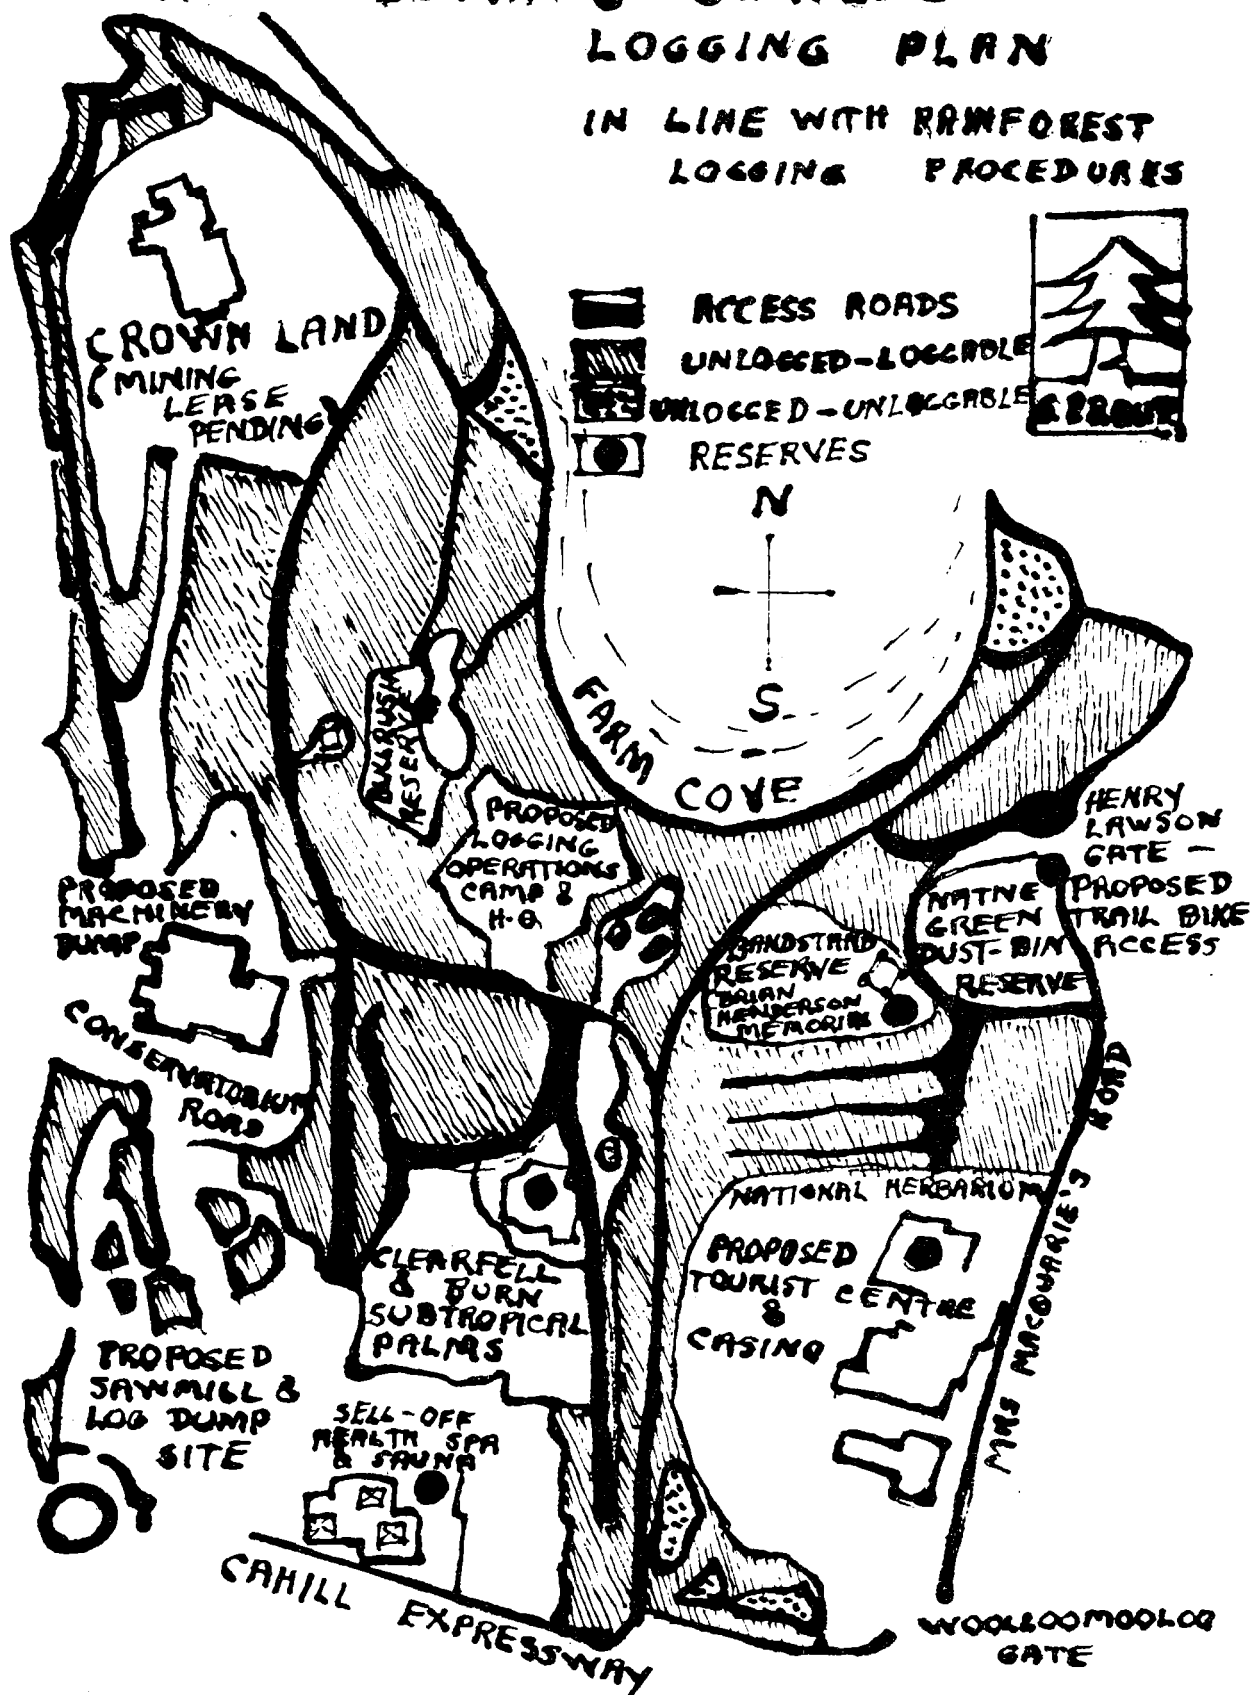 LOGGING PLAN
IN LINE WITH RAINFOREST
LOGGING PROCEDURES
ACCESS ROADS
UNLOGGED-LOGGABLE
UNLOGGED-UNLOGGABLE
RESERVES
N
S
FARM COVE
CROWN LAND
(MINING
LEASE
PENDING)
BULLRUSH
RESERVE
PROPOSED
LOGGING
OPERATIONS
CAMP &
H.Q
HENRY
LAWSON
GATE -
PROPOSED
TRAIL BIKE
ACCESS
NATIVE
GREEN
DUST-BIN
RESERVE
BANDSTAND
RESERVE
BRIAN
HENDERSON
MEMORIES
PROPOSED
MACHINERY
DUMP
CONSERVATORIUM
ROAD
NATIONAL HERBARIUM
PROPOSED
TOURIST CENTRE
&
CASINO
MRS MACQUARIE'S ROAD
CLEARFELL
& BURN
SUBTROPICAL
PALMS
PROPOSED
SAWMILL &
LOG DUMP
SITE
SELL-OFF
HEALTH SPA
& SAUNA
CAHILL EXPRESSWAY
WOOLLOOMOOLOO
GATE